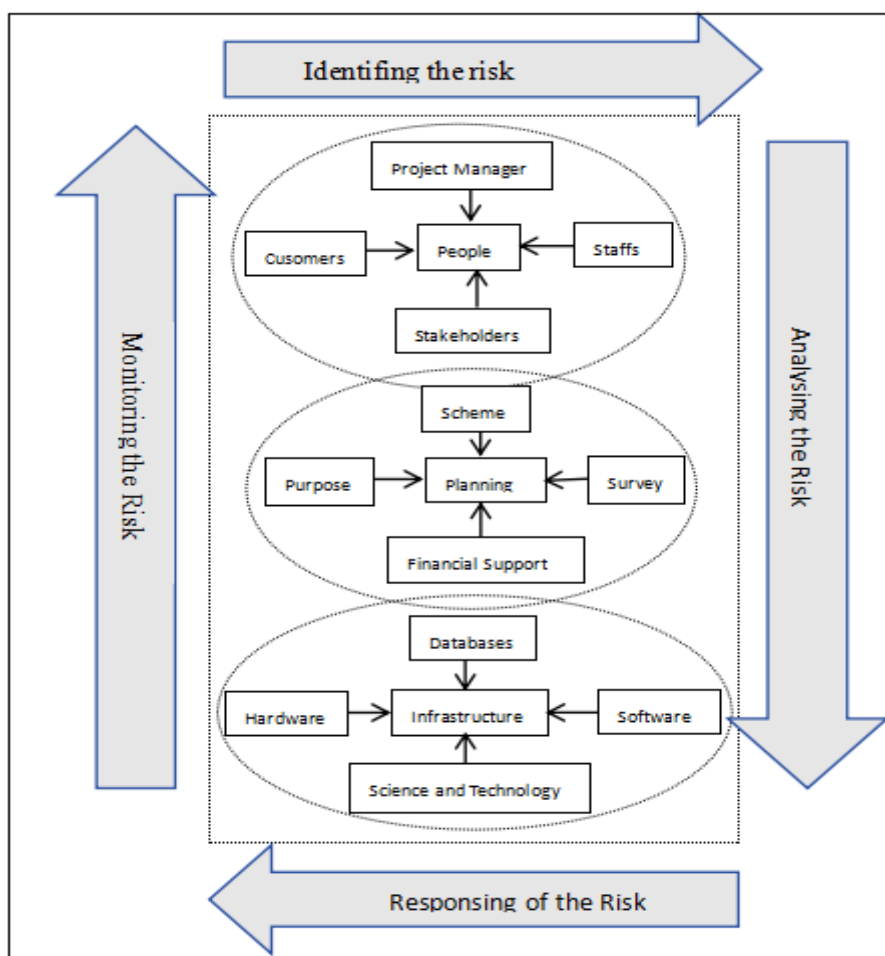 Identifing the risk
Project Manager
Cusomers
People
Staffs
Stakeholders
Monitoring the Risk
Analysing the Risk
Scheme
Purpose
Planning
Survey
Financial Support
Databases
Hardware
Infrastructure
Software
Science and Technology
Responsing of the Risk